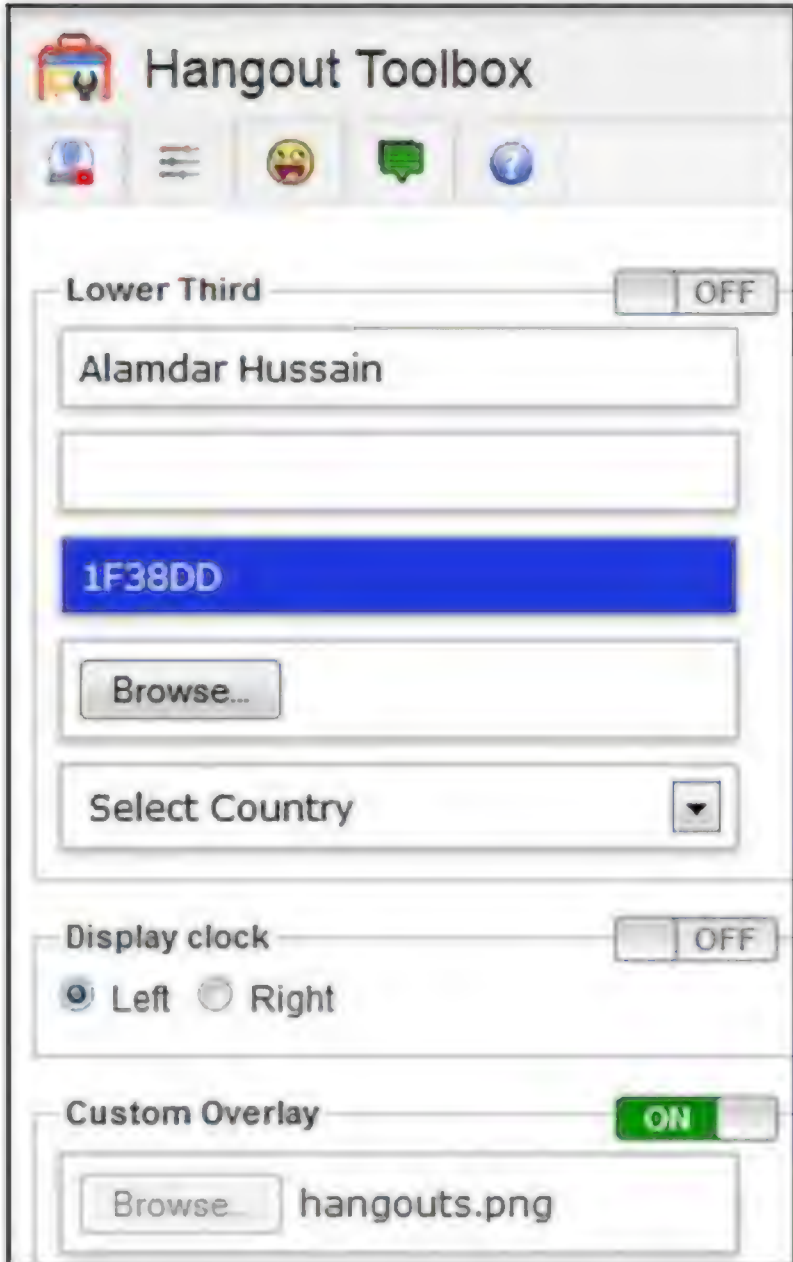 Hangout Toolbox
Lower Third OFF
Alamdar Hussain
1F38DD
Browse...
Select Country
Display clock OFF
Left Right
Custom Overlay ON
Browse... hangouts.png